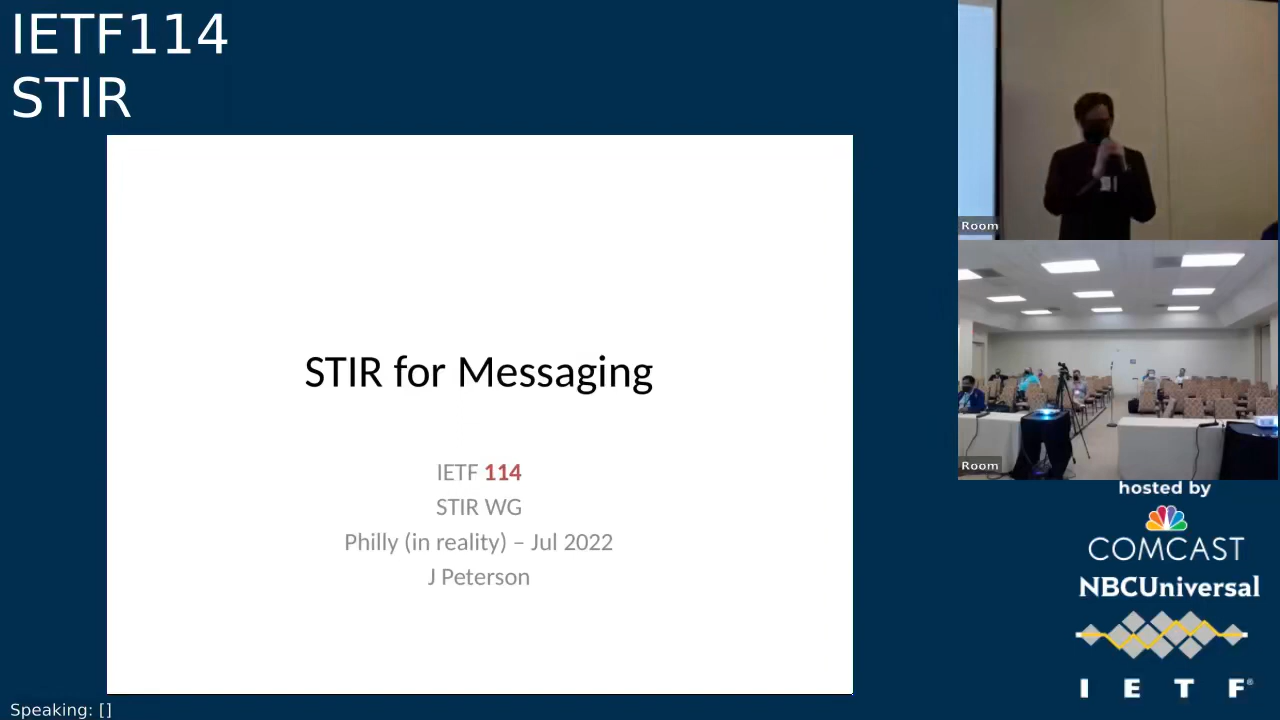 IETF114
STIR
STIR for Messaging
IETF 114
STIR WG
Philly (in reality) – Jul 2022
J Peterson
Room
Room
hosted by
COMCAST
NBCUniversal
I E T F®
Speaking: []